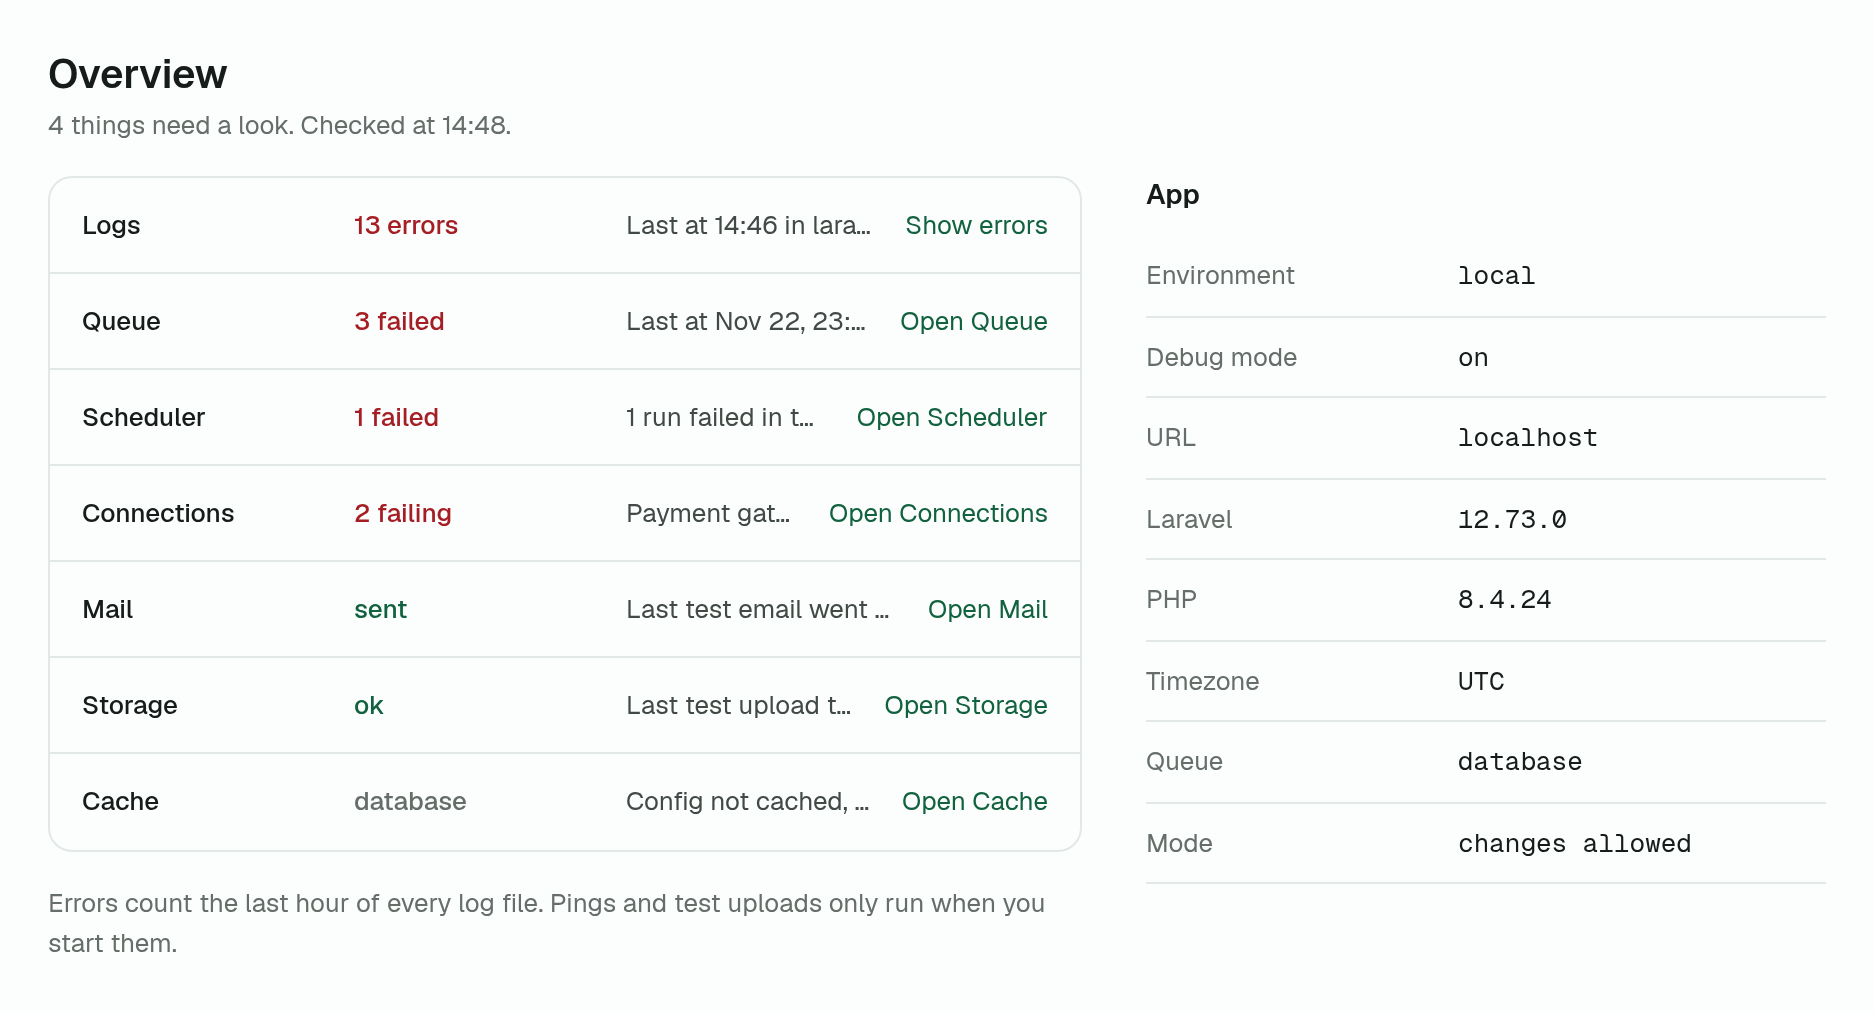 Overview
4 things need a look. Checked at 14:48.
Logs 13 errors Last at 14:46 in lara… Show errors
Queue 3 failed Last at Nov 22, 23:… Open Queue
Scheduler 1 failed 1 run failed in t… Open Scheduler
Connections 2 failing Payment gat… Open Connections
Mail sent Last test email went … Open Mail
Storage ok Last test upload t… Open Storage
Cache database Config not cached, … Open Cache
Errors count the last hour of every log file. Pings and test uploads only run when you
start them.
App
Environment local
Debug mode on
URL localhost
Laravel 12.73.0
PHP 8.4.24
Timezone UTC
Queue database
Mode changes allowed